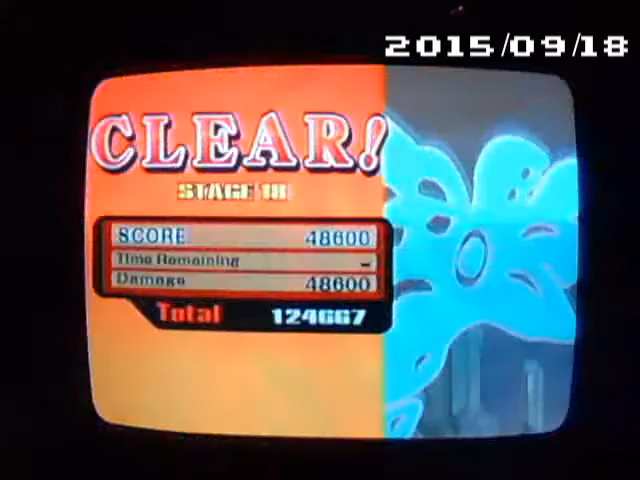 2015/09/18
CLEAR!
STAGE 10
SCORE 48600
Time Remaining -
Damage 48600
Total 124667